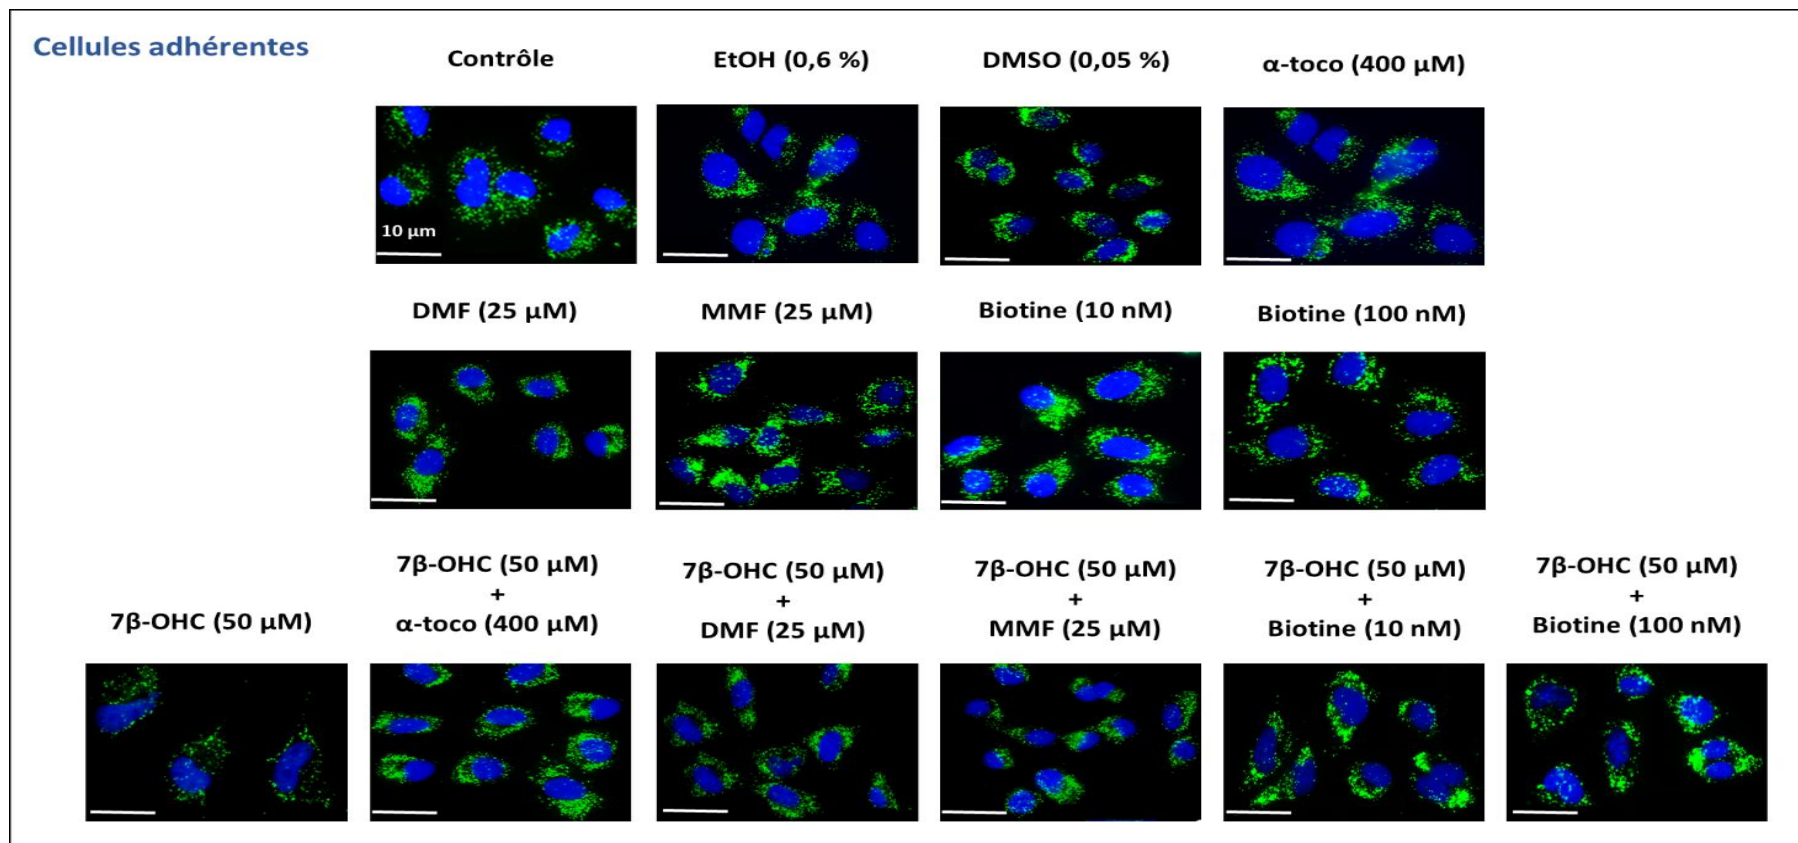 Cellules adhérentes
Contrôle
EtOH (0,6 %)
DMSO (0,05 %)
α-toco (400 µM)
10 µm
DMF (25 µM)
MMF (25 µM)
Biotine (10 nM)
Biotine (100 nM)
7β-OHC (50 µM)
7β-OHC (50 µM)
+
α-toco (400 µM)
7β-OHC (50 µM)
+
DMF (25 µM)
7β-OHC (50 µM)
+
MMF (25 µM)
7β-OHC (50 µM)
+
Biotine (10 nM)
7β-OHC (50 µM)
+
Biotine (100 nM)